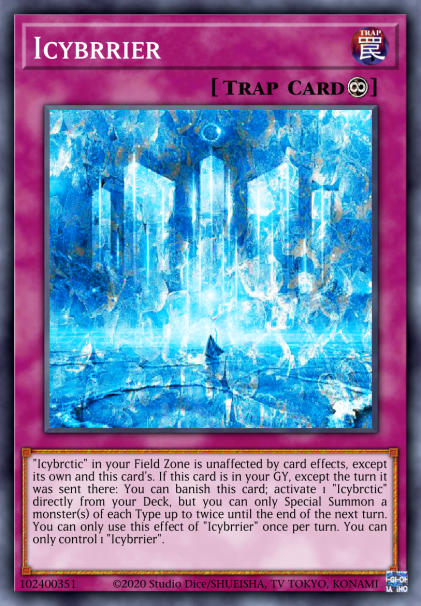 Icybrrier
TRAP
罠
[Trap Card]
"Icybrctic" in your Field Zone is unaffected by card effects, except
its own and this card's. If this card is in your GY, except the turn it
was sent there: You can banish this card; activate 1 "Icybrctic"
directly from your Deck, but you can only Special Summon a
monster(s) of each Type up to twice until the end of the next turn.
You can only use this effect of "Icybrrier" once per turn. You can
only control 1 "Icybrrier".
102400351 ©2020 Studio Dice/SHUEISHA, TV TOKYO, KONAMI